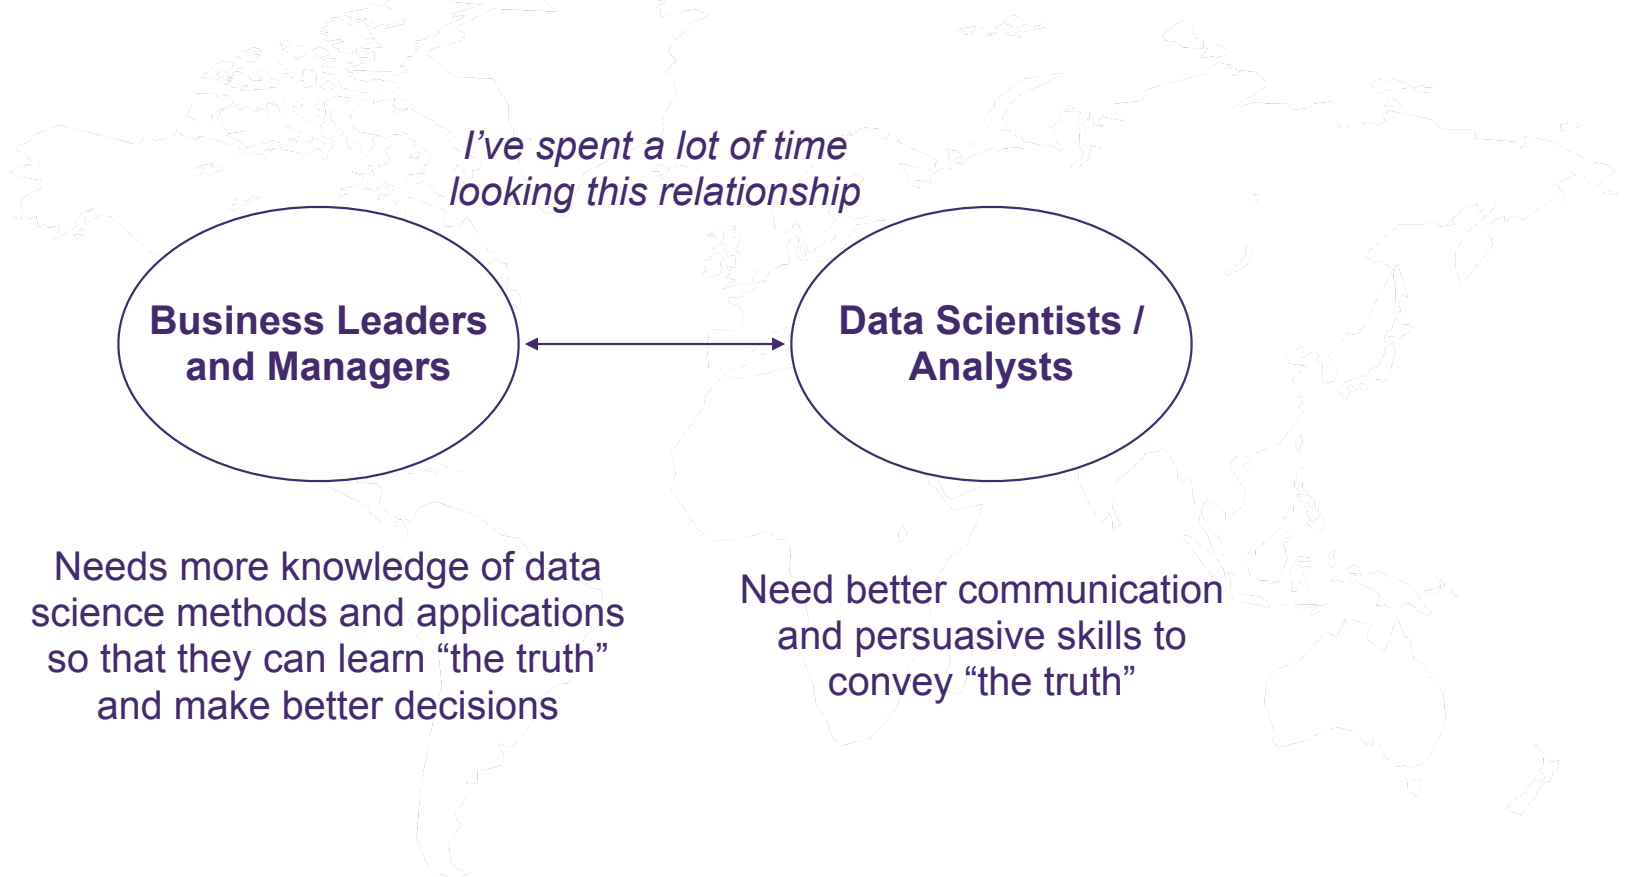 I’ve spent a lot of time
looking this relationship
Business Leaders
and Managers
Data Scientists /
Analysts
Needs more knowledge of data
science methods and applications
so that they can learn “the truth”
and make better decisions
Need better communication
and persuasive skills to
convey “the truth”